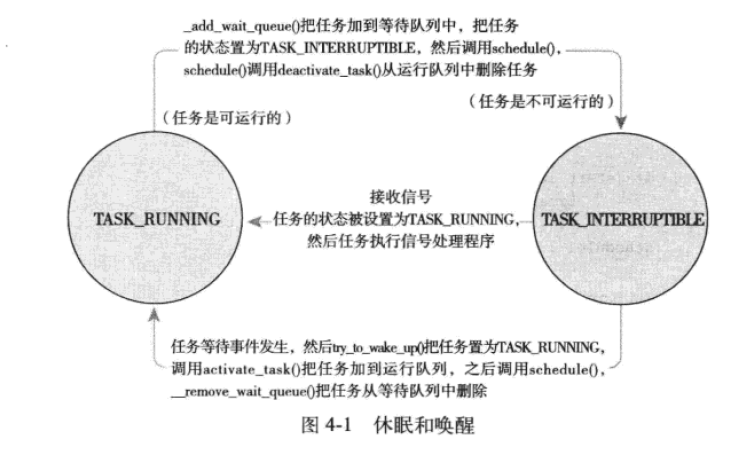 _add_wait_queue()把任务加到等待队列中，把任务
的状态置为TASK_INTERRUPTIBLE，然后调用schedule()，
schedule()调用deactivate_task()从运行队列中删除任务
（任务是可运行的）
（任务是不可运行的）
接收信号
TASK_RUNNING
任务的状态被设置为TASK_RUNNING，
TASK_INTERRUPTIBLE
然后任务执行信号处理程序
任务等待事件发生，然后try_to_wake_up()把任务置为TASK_RUNNING，
调用activate_task()把任务加到运行队列，之后调用schedule()，
__remove_wait_queue()把任务从等待队列中删除
图 4-1 休眠和唤醒